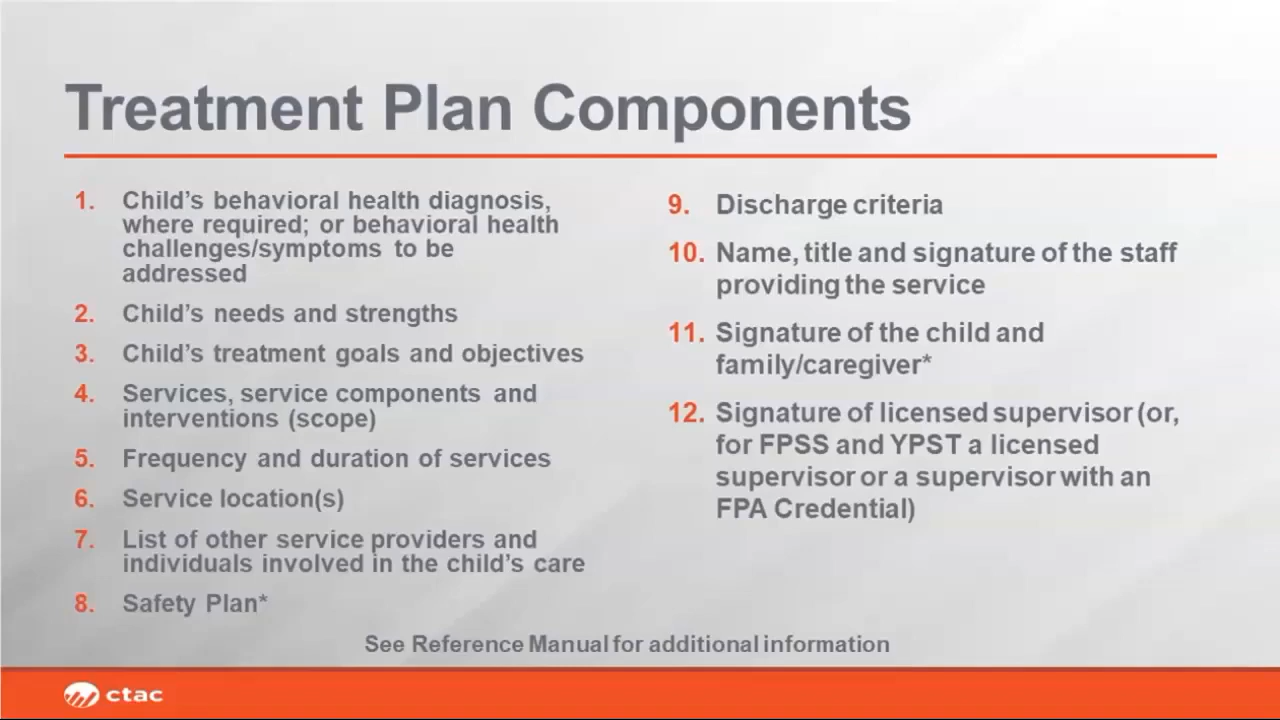 Treatment Plan Components
1. Child's behavioral health diagnosis,
where required; or behavioral health
challenges/symptoms to be
addressed
2. Child's needs and strengths
3. Child's treatment goals and objectives
4. Services, service components and
interventions (scope)
5. Frequency and duration of services
6. Service location(s)
7. List of other service providers and
individuals involved in the child's care
8. Safety Plan*
9. Discharge criteria
10. Name, title and signature of the staff
providing the service
11. Signature of the child and
family/caregiver*
12. Signature of licensed supervisor (or,
for FPSS and YPST a licensed
supervisor or a supervisor with an
FPA Credential)
See Reference Manual for additional information
ctac